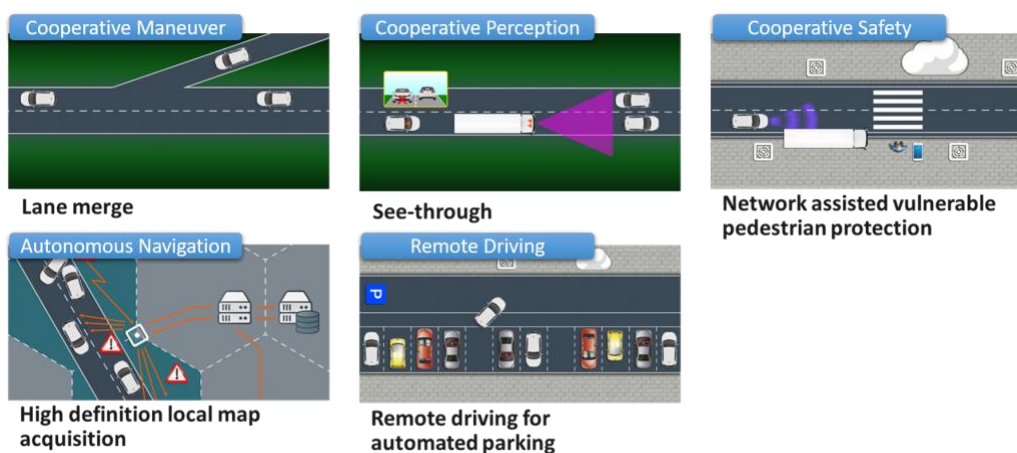 Cooperative Maneuver
Lane merge
Cooperative Perception
See-through
Cooperative Safety
Network assisted vulnerable
pedestrian protection
Autonomous Navigation
High definition local map
acquisition
Remote Driving
P
Remote driving for
automated parking